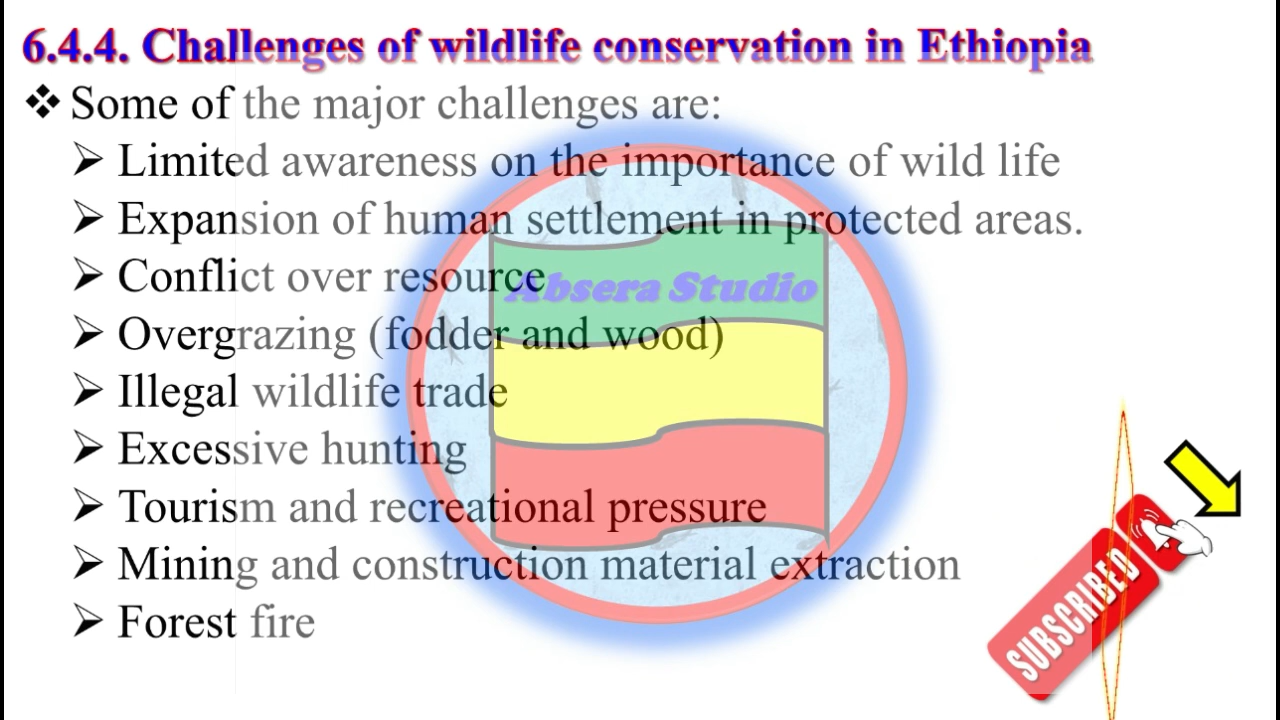 6.4.4. Challenges of wildlife conservation in Ethiopia
❖ Some of the major challenges are:
➢ Limited awareness on the importance of wild life
➢ Expansion of human settlement in protected areas.
➢ Conflict over resource
Absera Studio
➢ Overgrazing (fodder and wood)
➢ Illegal wildlife trade
➢ Excessive hunting
➢ Tourism and recreational pressure
➢ Mining and construction material extraction
➢ Forest fire
SUBSCRIBED